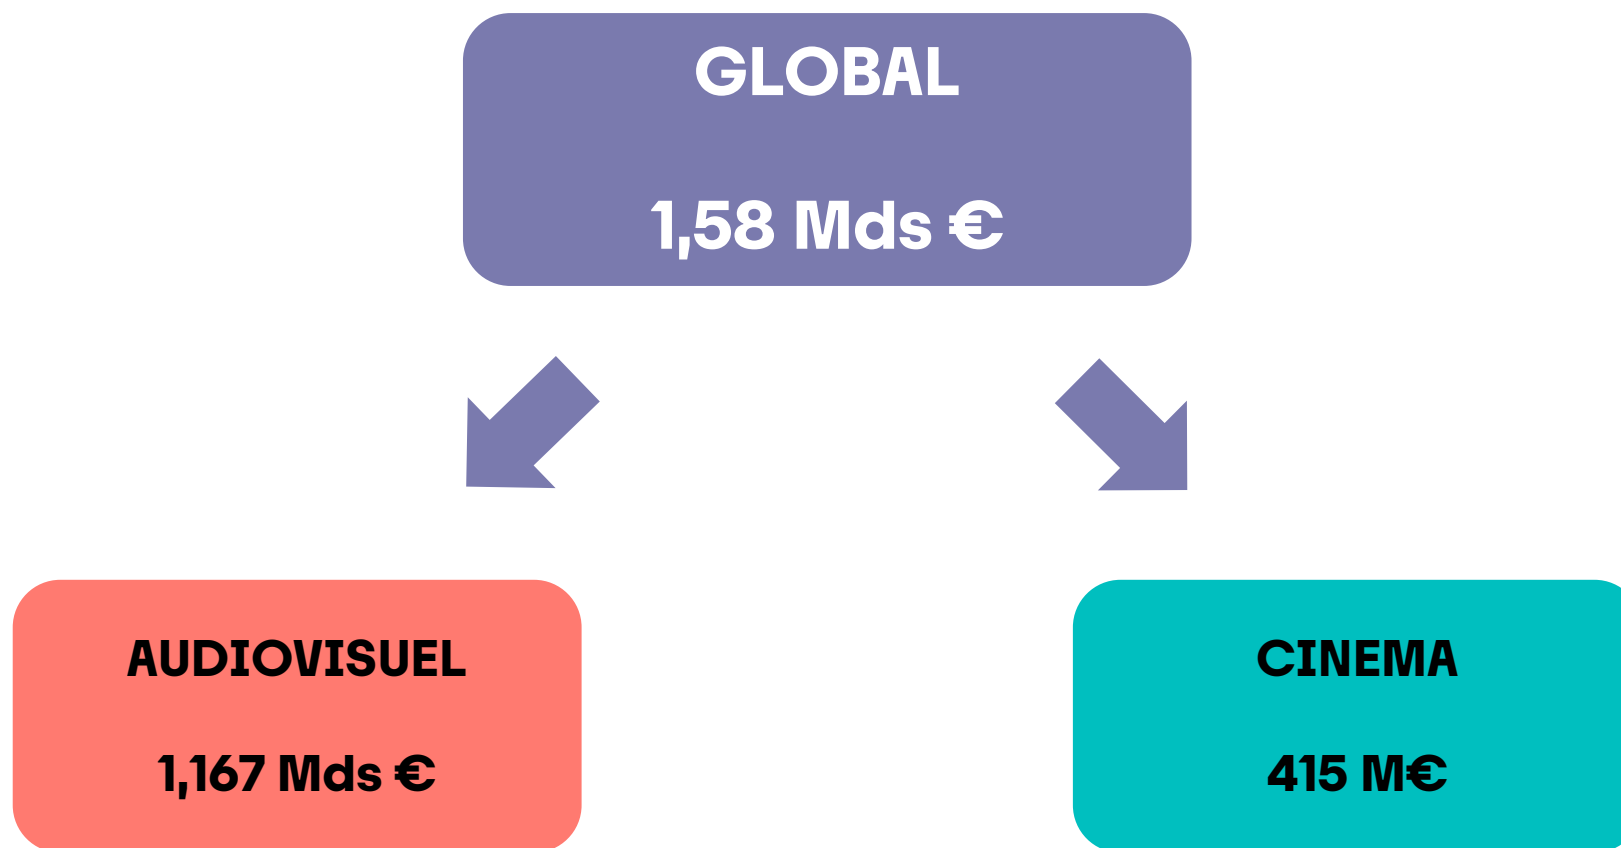 GLOBAL
1,58 Mds €
AUDIOVISUEL
1,167 Mds €
CINEMA
415 M€